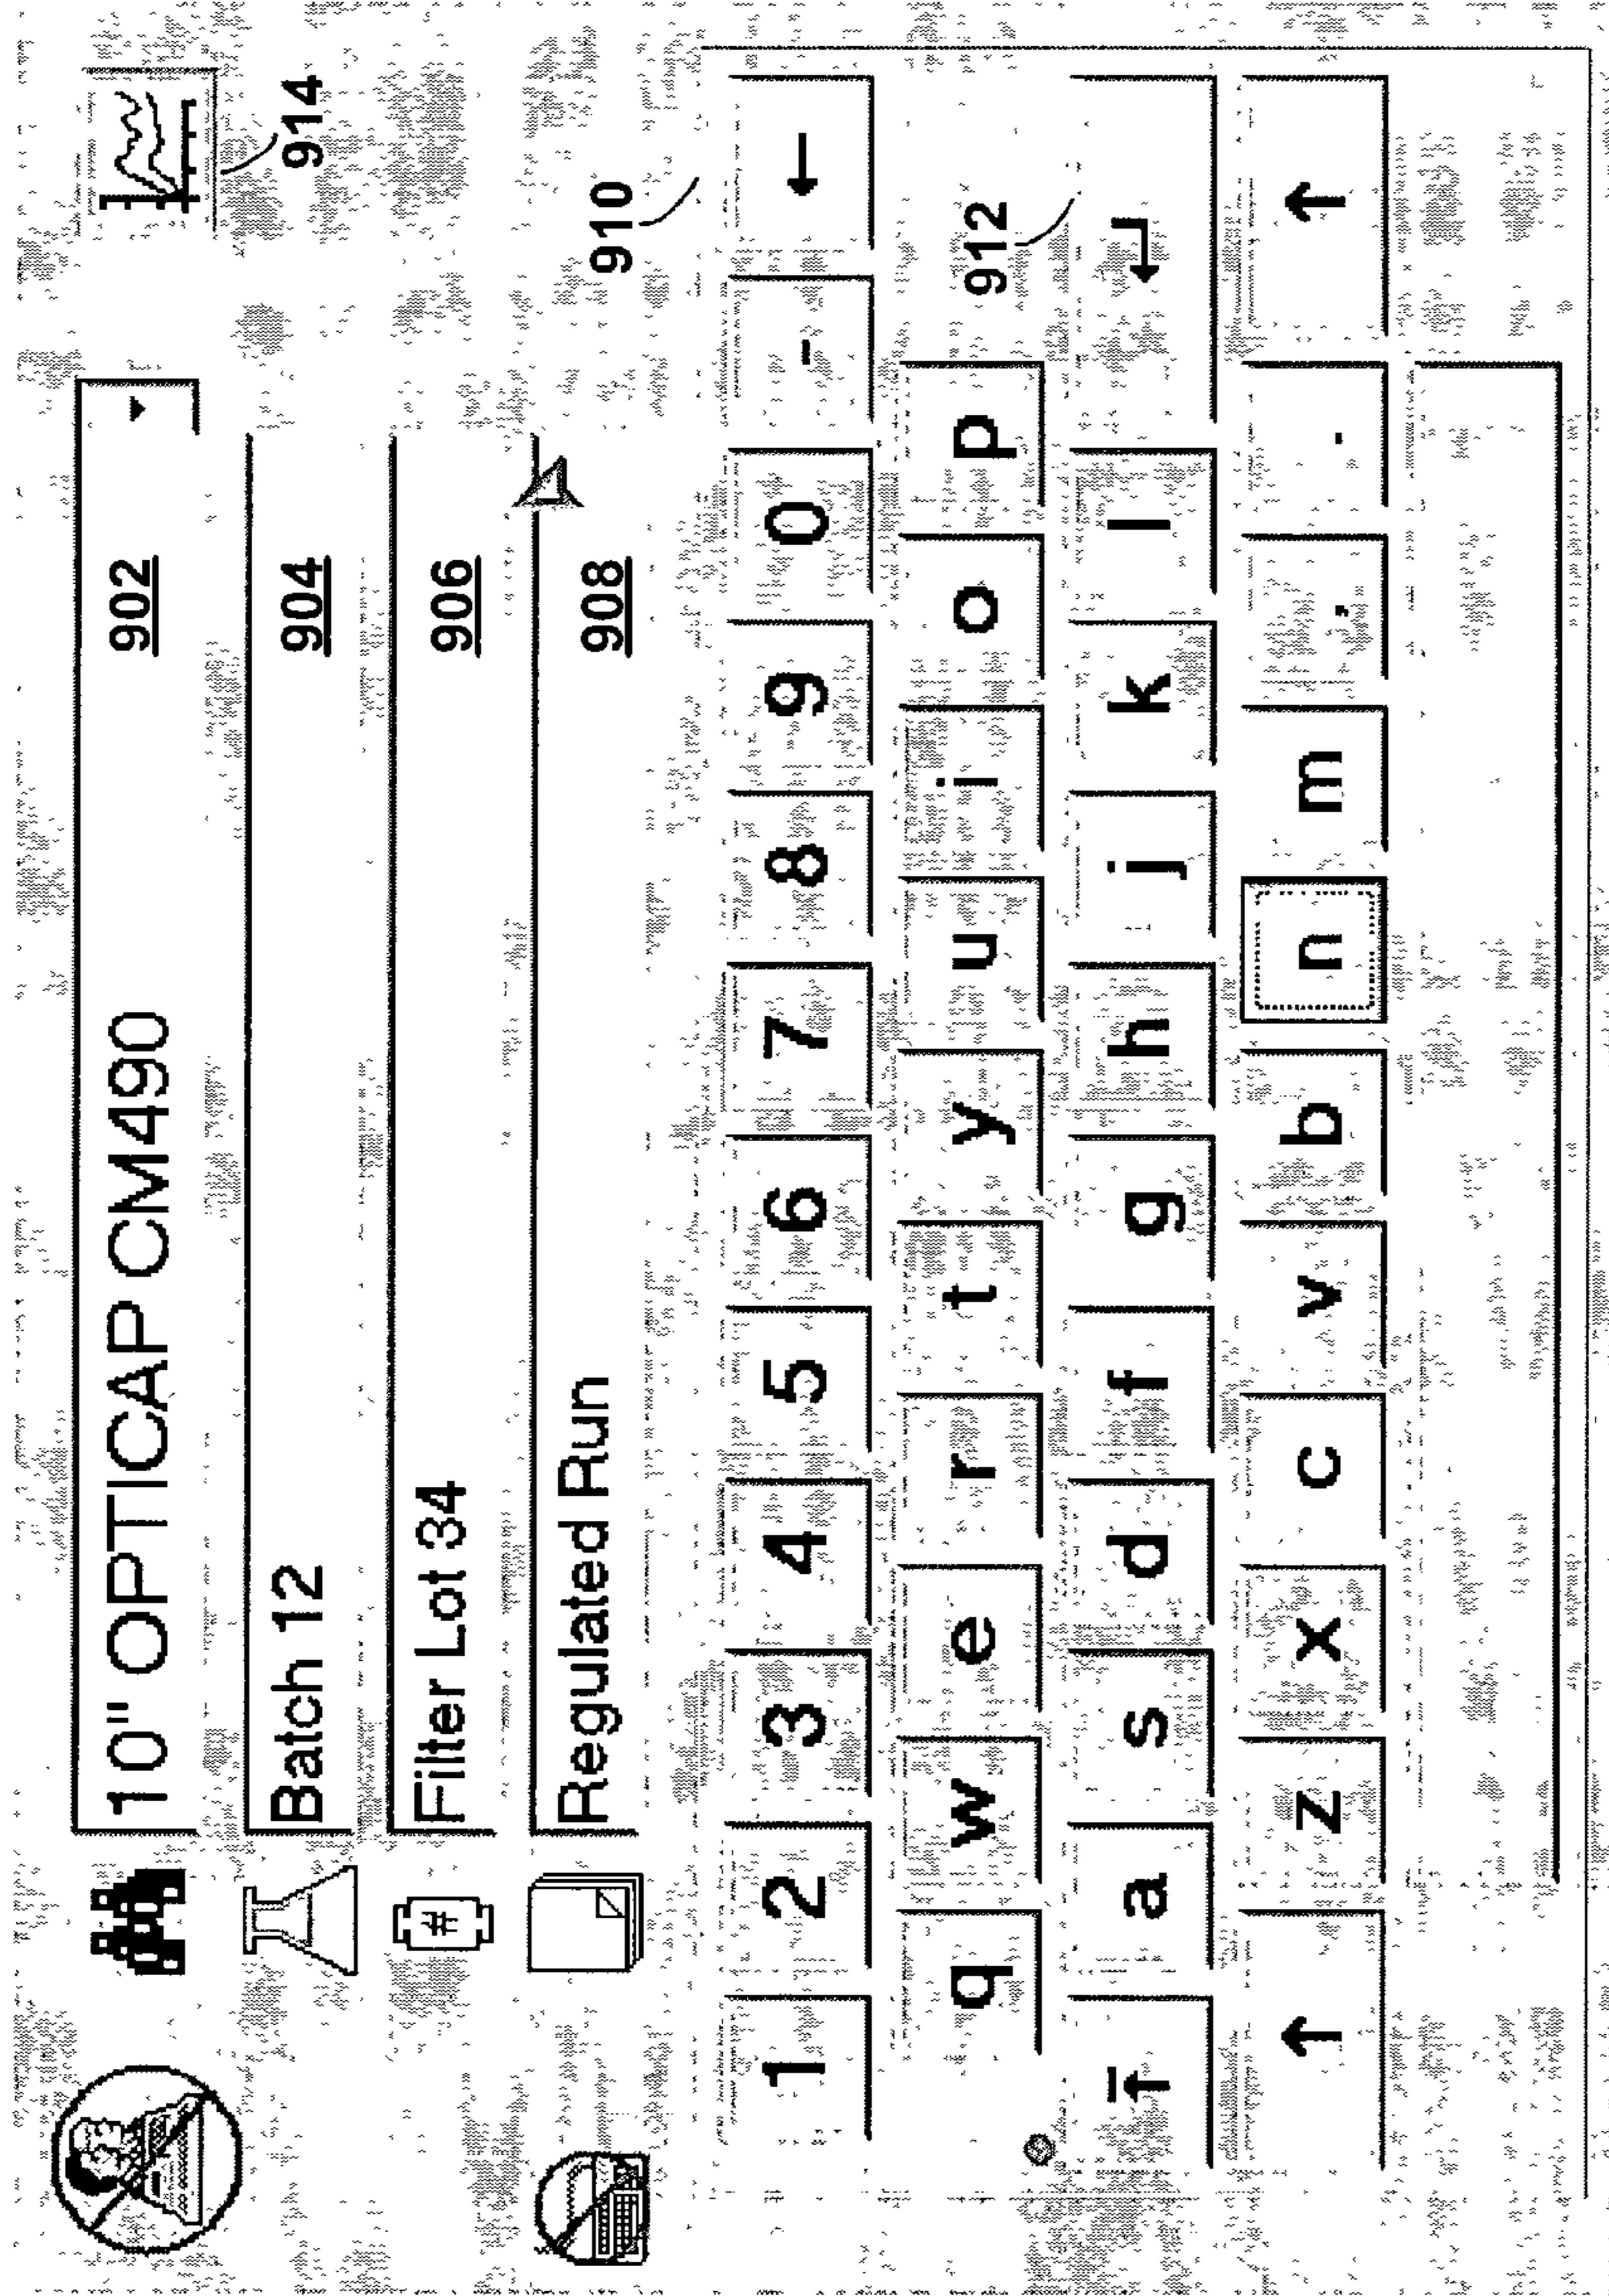 10" OPTICAP CM490 902
914
Batch 12 904
Filter Lot 34 906
#
Regulated Run 908
910
1 2 3 4 5 6 7 8 9 0 - ←
q w e r t y u i o p
912
a s d f g h j k l ↵
↑ z x c v b n m , . ↑